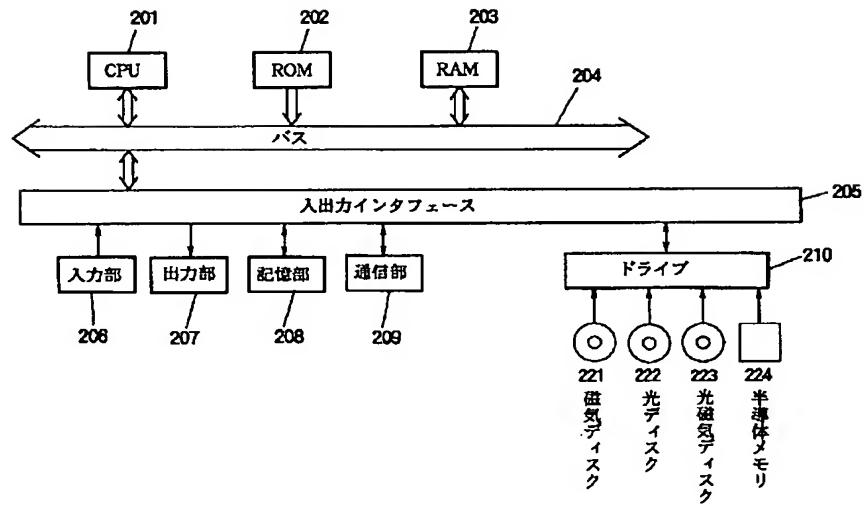 201
202
203
CPU
ROM
RAM
204
バス
205
入出力インタフェース
210
入力部
出力部
記憶部
通信部
ドライブ
206
207
208
209
221
222
223
224
磁気ディスク
光ディスク
光磁気ディスク
半導体メモリ